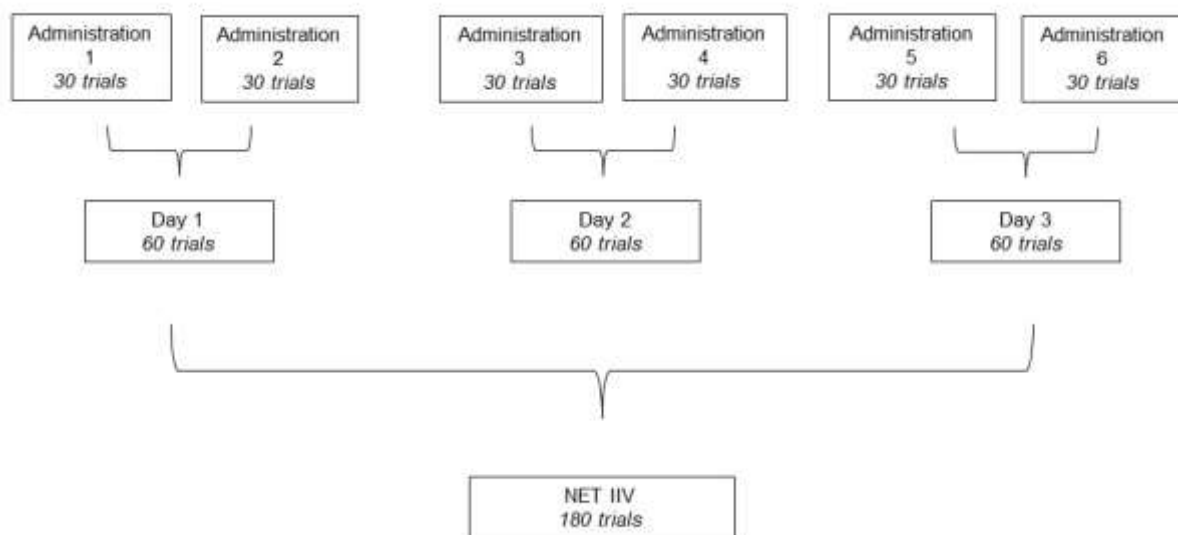 Administration
1
30 trials
Administration
2
30 trials
Administration
3
30 trials
Administration
4
30 trials
Administration
5
30 trials
Administration
6
30 trials
Day 1
60 trials
Day 2
60 trials
Day 3
60 trials
NET IIV
180 trials